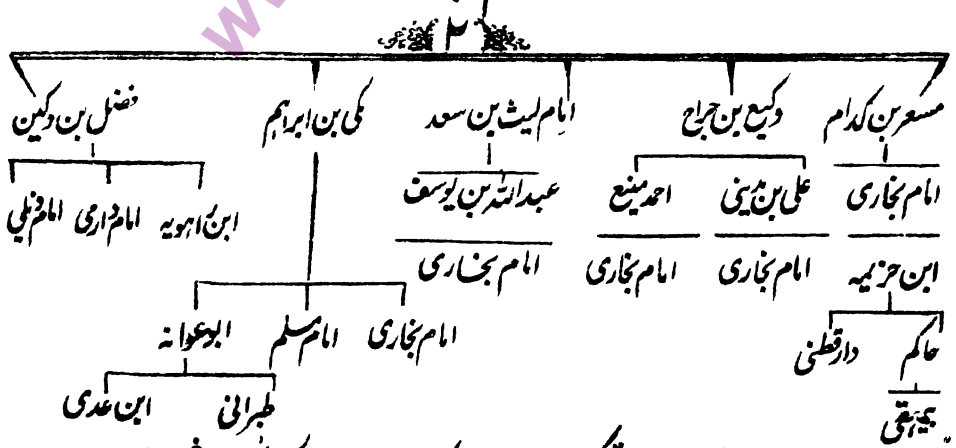 ۲
مسعر بن کدام    وکیع بن جراح    امام لیث بن سعد    مکی بن ابراہیم    فضل بن دکین
امام بخاری    علی بن مدینی    احمد منیع    عبداللہ بن یوسف    ابن راہویہ    امام دارمی    امام ذہلی
ابن خزیمہ    امام بخاری    امام بخاری    امام بخاری
حاکم    دارقطنی    امام بخاری    امام مسلم    ابوعوانہ
بیہقی    طبرانی    ابن عدی